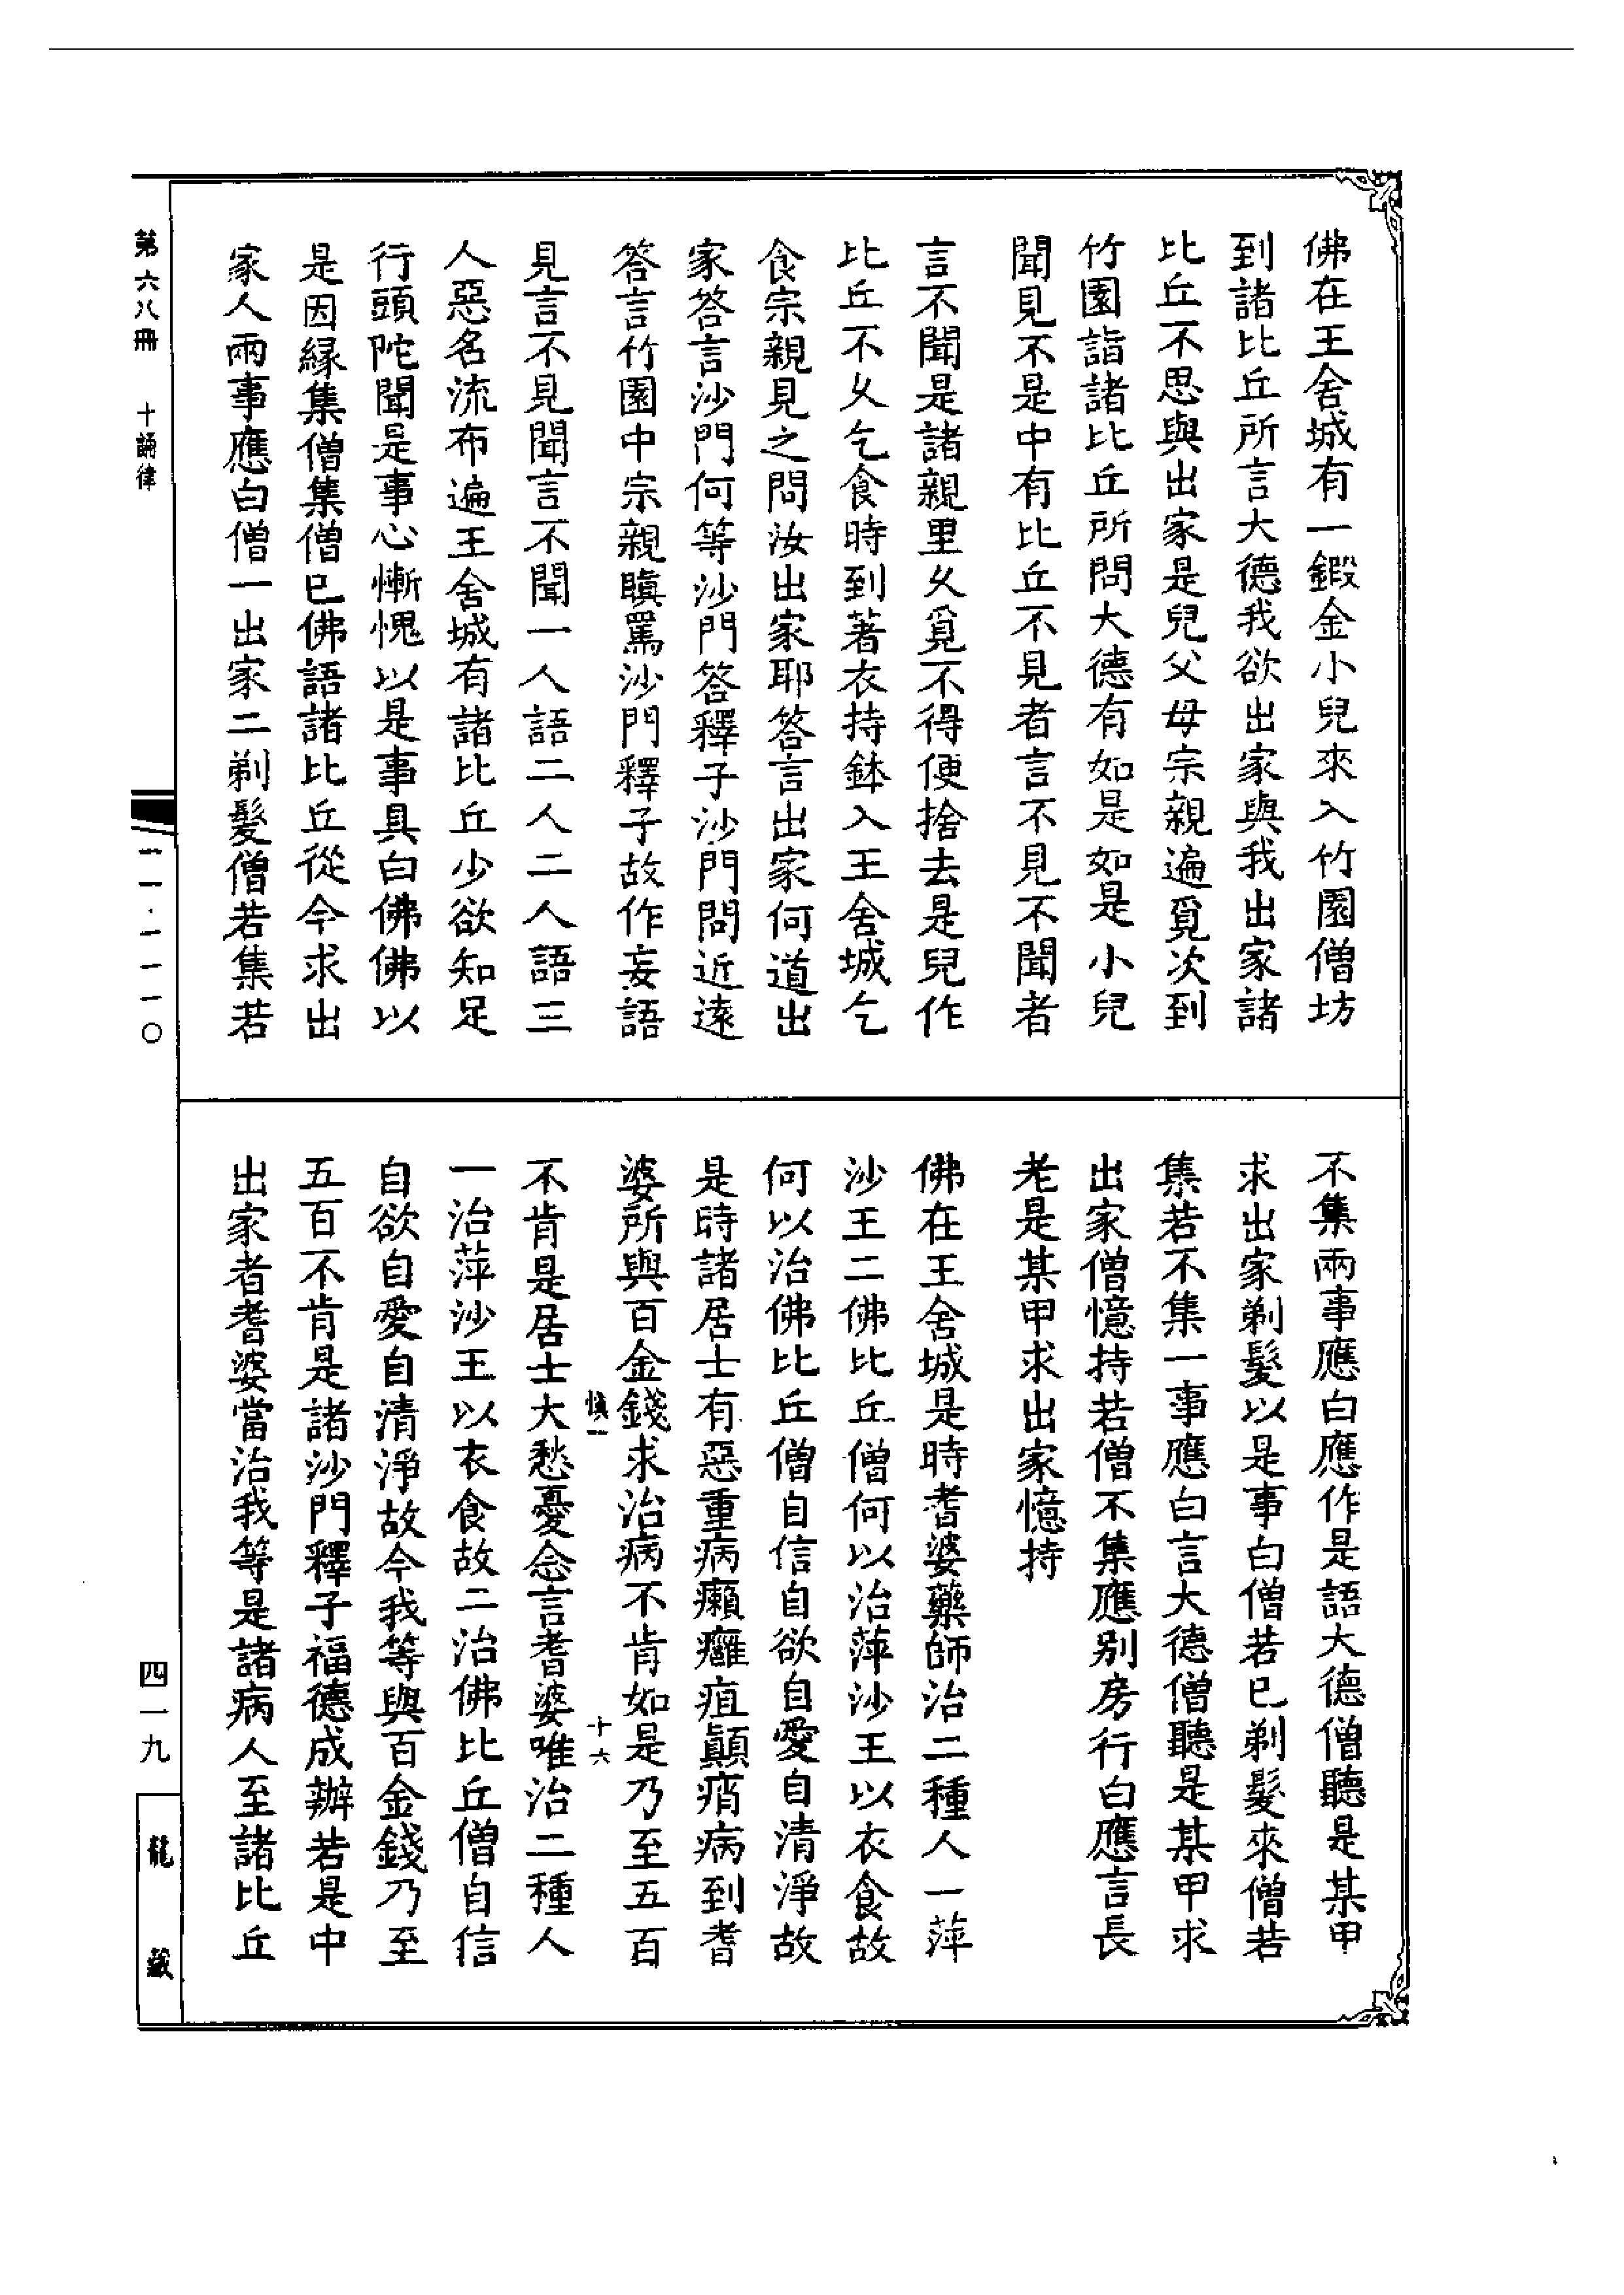 佛在王舍城有一鍛金小兒來入竹園僧坊
到諸比丘所言大德我欲出家與我出家諸
比丘不思與出家是兒父母宗親遍覓次到
竹園詣諸比丘所問大德有如是如是小兒
聞見不是中有比丘不見者言不見不聞者
言不聞是諸親里久覓不得便捨去是兒作
比丘不久乞食時到著衣持鉢入王舍城乞
食宗親見之問汝出家耶答言出家何道出
家答言沙門何等沙門答釋子沙門問近遠
答言竹園中宗親瞋罵沙門釋子故作妄語
見言不見聞言不聞一人語二人二人語三
人惡名流布遍王舍城有諸比丘少欲知足
行頭陀聞是事心慚愧以是事具白佛佛以
是因緣集僧集僧已佛語諸比丘從今求出
家人兩事應白僧一出家二剃髮僧若集若
不集兩事應白應作是語大德僧聽是某甲
求出家剃髮以是事白僧若已剃髮來僧若
集若不集一事應白言大德僧聽是某甲求
出家僧憶持若僧不集應别房行白應言長
老是某甲求出家憶持
佛在王舍城是時耆婆藥師治二種人一蓱
沙王二佛比丘僧何以治蓱沙王以衣食故
何以治佛比丘僧自信自欲自愛自清淨故
是時諸居士有惡重病癩癰疽顛痟病到耆
婆所與百金錢求治病不肯如是乃至五百
慎一 十六
不肯是居士大愁憂念言耆婆唯治二種人
一治蓱沙王以衣食故二治佛比丘僧自信
自欲自愛自清淨故今我等與百金錢乃至
五百不肯是諸沙門釋子福德成辦若是中
出家者耆婆當治我等是諸病人至諸比丘
第六八冊 十誦律
一一·一一一〇
四一九
龍藏